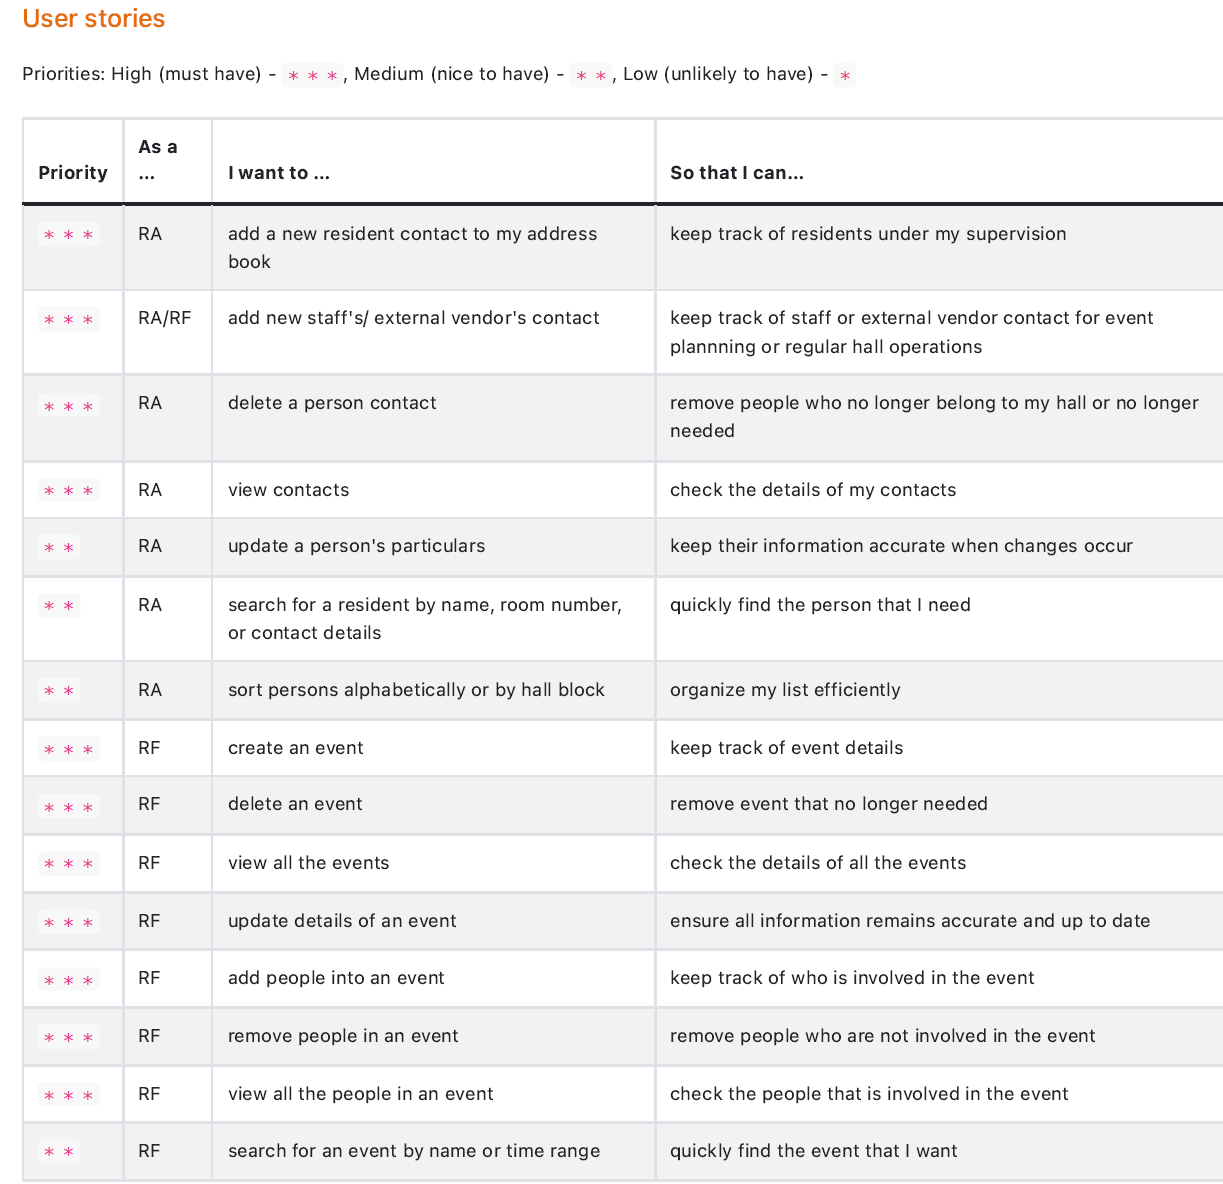 User stories
Priorities: High (must have) - * * *, Medium (nice to have) - * *, Low (unlikely to have) - *
As a
Priority ... I want to ... So that I can...
* * * RA add a new resident contact to my address keep track of residents under my supervision
book
* * * RA/RF add new staff's/ external vendor's contact keep track of staff or external vendor contact for event
plannning or regular hall operations
* * * RA delete a person contact remove people who no longer belong to my hall or no longer
needed
* * * RA view contacts check the details of my contacts
* * RA update a person's particulars keep their information accurate when changes occur
* * RA search for a resident by name, room number, quickly find the person that I need
or contact details
* * RA sort persons alphabetically or by hall block organize my list efficiently
* * * RF create an event keep track of event details
* * * RF delete an event remove event that no longer needed
* * * RF view all the events check the details of all the events
* * * RF update details of an event ensure all information remains accurate and up to date
* * * RF add people into an event keep track of who is involved in the event
* * * RF remove people in an event remove people who are not involved in the event
* * * RF view all the people in an event check the people that is involved in the event
* * RF search for an event by name or time range quickly find the event that I want